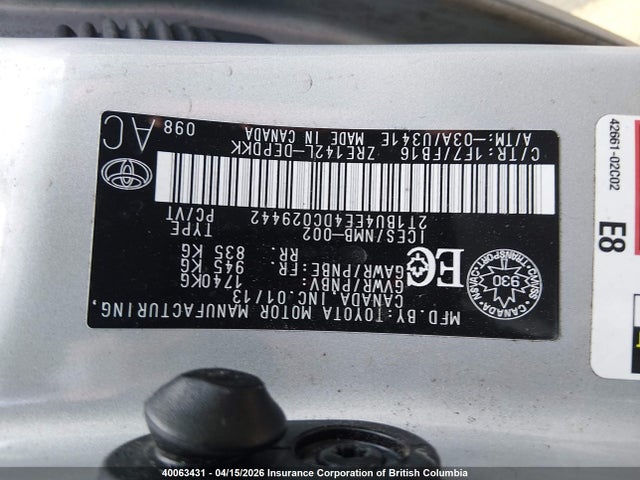 MFD. BY: TOYOTA MOTOR MANUFACTURING,
CANADA, INC. 01/13
GVWR/PNBV: 1740KG
GAWR/PNBE: FR. 945 KG
RR. 835 KG
EC
ICES/NMB-002
TYPE
PC/VT
2T1BU4EE4DC029442
C/TR: 1F7/FB16 ZRE142L-DEPDKK
A/TM: -03A/U341E MADE IN CANADA
098
AC
CMVSS · TRANSPORT
930
CANADA · NSVAC
42661-02C02
E8
40063431 - 04/15/2026 Insurance Corporation of British Columbia